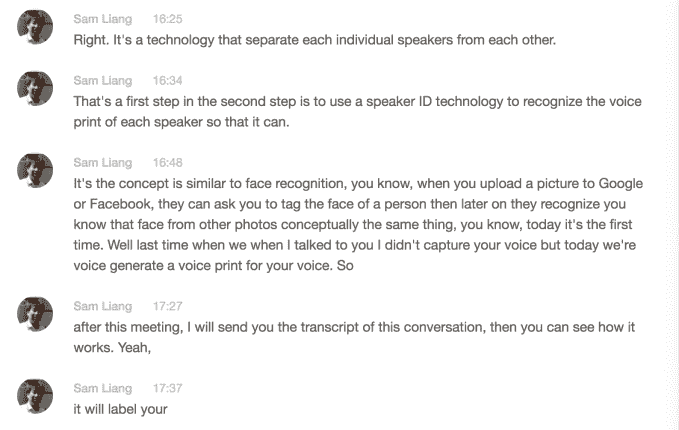 Sam Liang 16:25
Right. It's a technology that separate each individual speakers from each other.
Sam Liang 16:34
That's a first step in the second step is to use a speaker ID technology to recognize the voice
print of each speaker so that it can.
Sam Liang 16:48
It's the concept is similar to face recognition, you know, when you upload a picture to Google
or Facebook, they can ask you to tag the face of a person then later on they recognize you
know that face from other photos conceptually the same thing, you know, today it's the first
time. Well last time when we when I talked to you I didn't capture your voice but today we're
voice generate a voice print for your voice. So
Sam Liang 17:27
after this meeting, I will send you the transcript of this conversation, then you can see how it
works. Yeah,
Sam Liang 17:37
it will label your